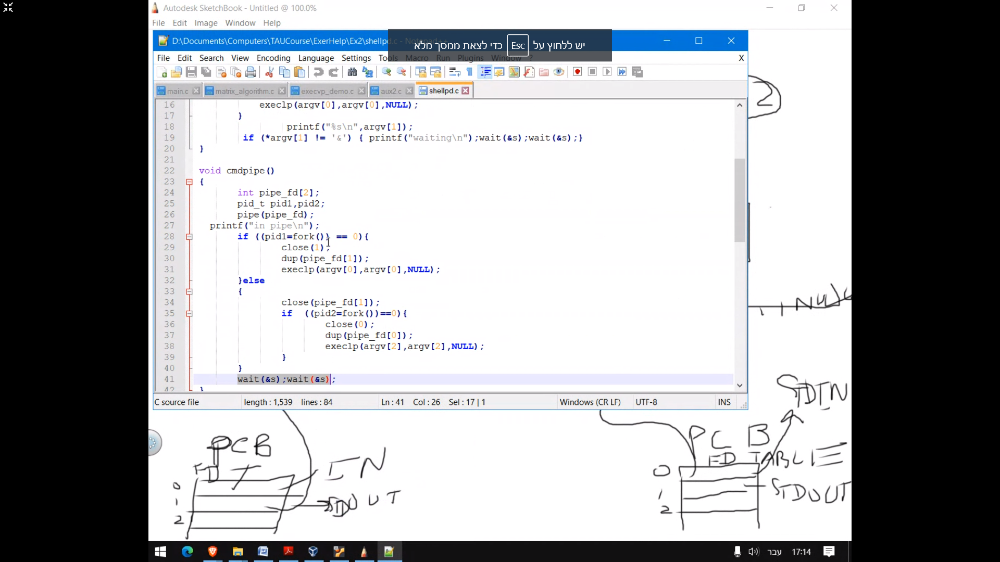 Autodesk SketchBook - Untitled @ 100.0%
File Edit Image Window Help
D:\Documents\Computers\TAUCourse\ExerHelp\Ex2\shellpd.c - Notepad++
יש ללחוץ על Esc כדי לצאת ממסך מלא
File Edit Search View Encoding Language Settings Tools Macro Run Plugins Window ? X
main.c matrix_algorithm.c execvp_demo.c aux2.c shellpd.c
16 execlp(argv[0],argv[0],NULL);
17 }
18 printf("%s\n",argv[1]);
19 if (*argv[1] != '&') { printf("waiting\n");wait(&s);wait(&s);}
20 }
21
22 void cmdpipe()
23 {
24 int pipe_fd[2];
25 pid_t pid1,pid2;
26 pipe(pipe_fd);
27 printf("in pipe\n");
28 if ((pid1=fork()) == 0){
29 close(1);
30 dup(pipe_fd[1]);
31 execlp(argv[0],argv[0],NULL);
32 }else
33 {
34 close(pipe_fd[1]);
35 if ((pid2=fork())==0){
36 close(0);
37 dup(pipe_fd[0]);
38 execlp(argv[2],argv[2],NULL);
39 }
40 }
41 wait(&s);wait(&s);
42 }
C source file length : 1,539 lines : 84 Ln : 41 Col : 26 Sel : 17 | 1 Windows (CR LF) UTF-8 INS
2
STDIN
PCB
FD T
IN
0
1
STDOUT
2
PCB
FD TABLE
0
1
STDOUT
2
עבר 17:14